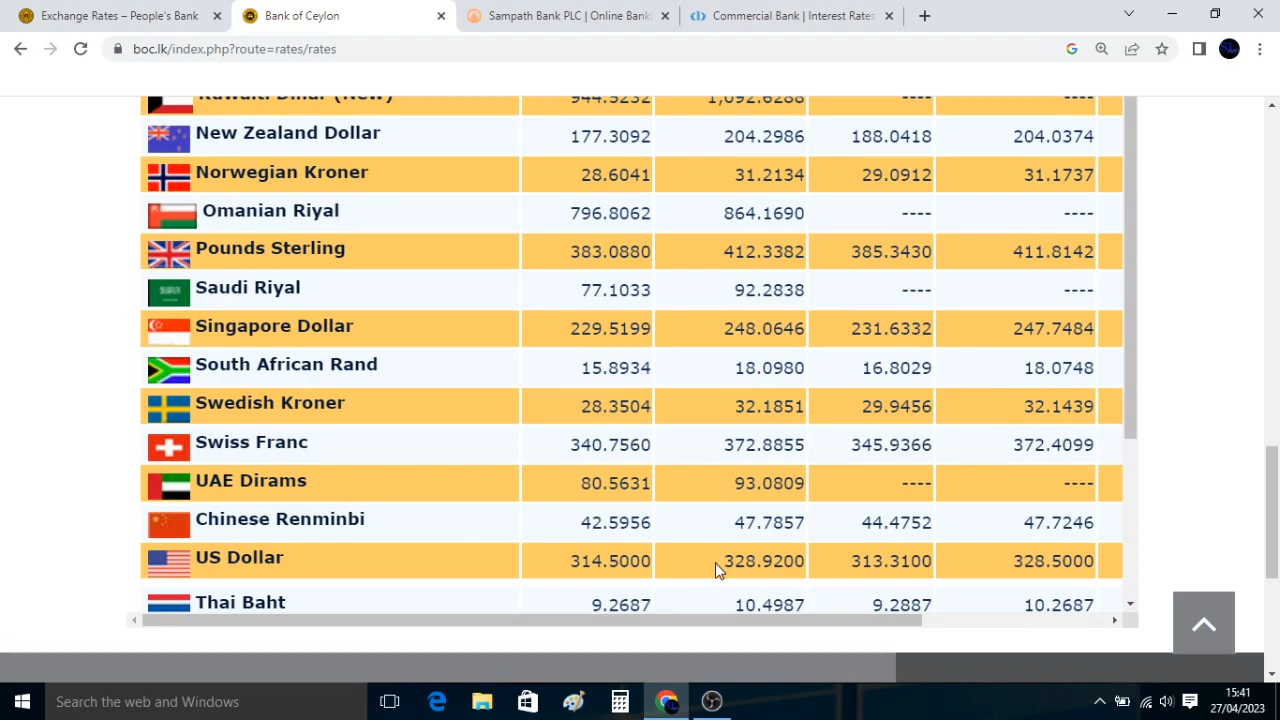 Exchange Rates – People's Bank
Bank of Ceylon
Sampath Bank PLC | Online Bank
Commercial Bank | Interest Rates
boc.lk/index.php?route=rates/rates
Kuwaiti Dinar (New) 944.5232 1,092.6288 ---- ----
New Zealand Dollar 177.3092 204.2986 188.0418 204.0374
Norwegian Kroner 28.6041 31.2134 29.0912 31.1737
Omanian Riyal 796.8062 864.1690 ---- ----
Pounds Sterling 383.0880 412.3382 385.3430 411.8142
Saudi Riyal 77.1033 92.2838 ---- ----
Singapore Dollar 229.5199 248.0646 231.6332 247.7484
South African Rand 15.8934 18.0980 16.8029 18.0748
Swedish Kroner 28.3504 32.1851 29.9456 32.1439
Swiss Franc 340.7560 372.8855 345.9366 372.4099
UAE Dirams 80.5631 93.0809 ---- ----
Chinese Renminbi 42.5956 47.7857 44.4752 47.7246
US Dollar 314.5000 328.9200 313.3100 328.5000
Thai Baht 9.2687 10.4987 9.2887 10.2687
Search the web and Windows
15:41
27/04/2023